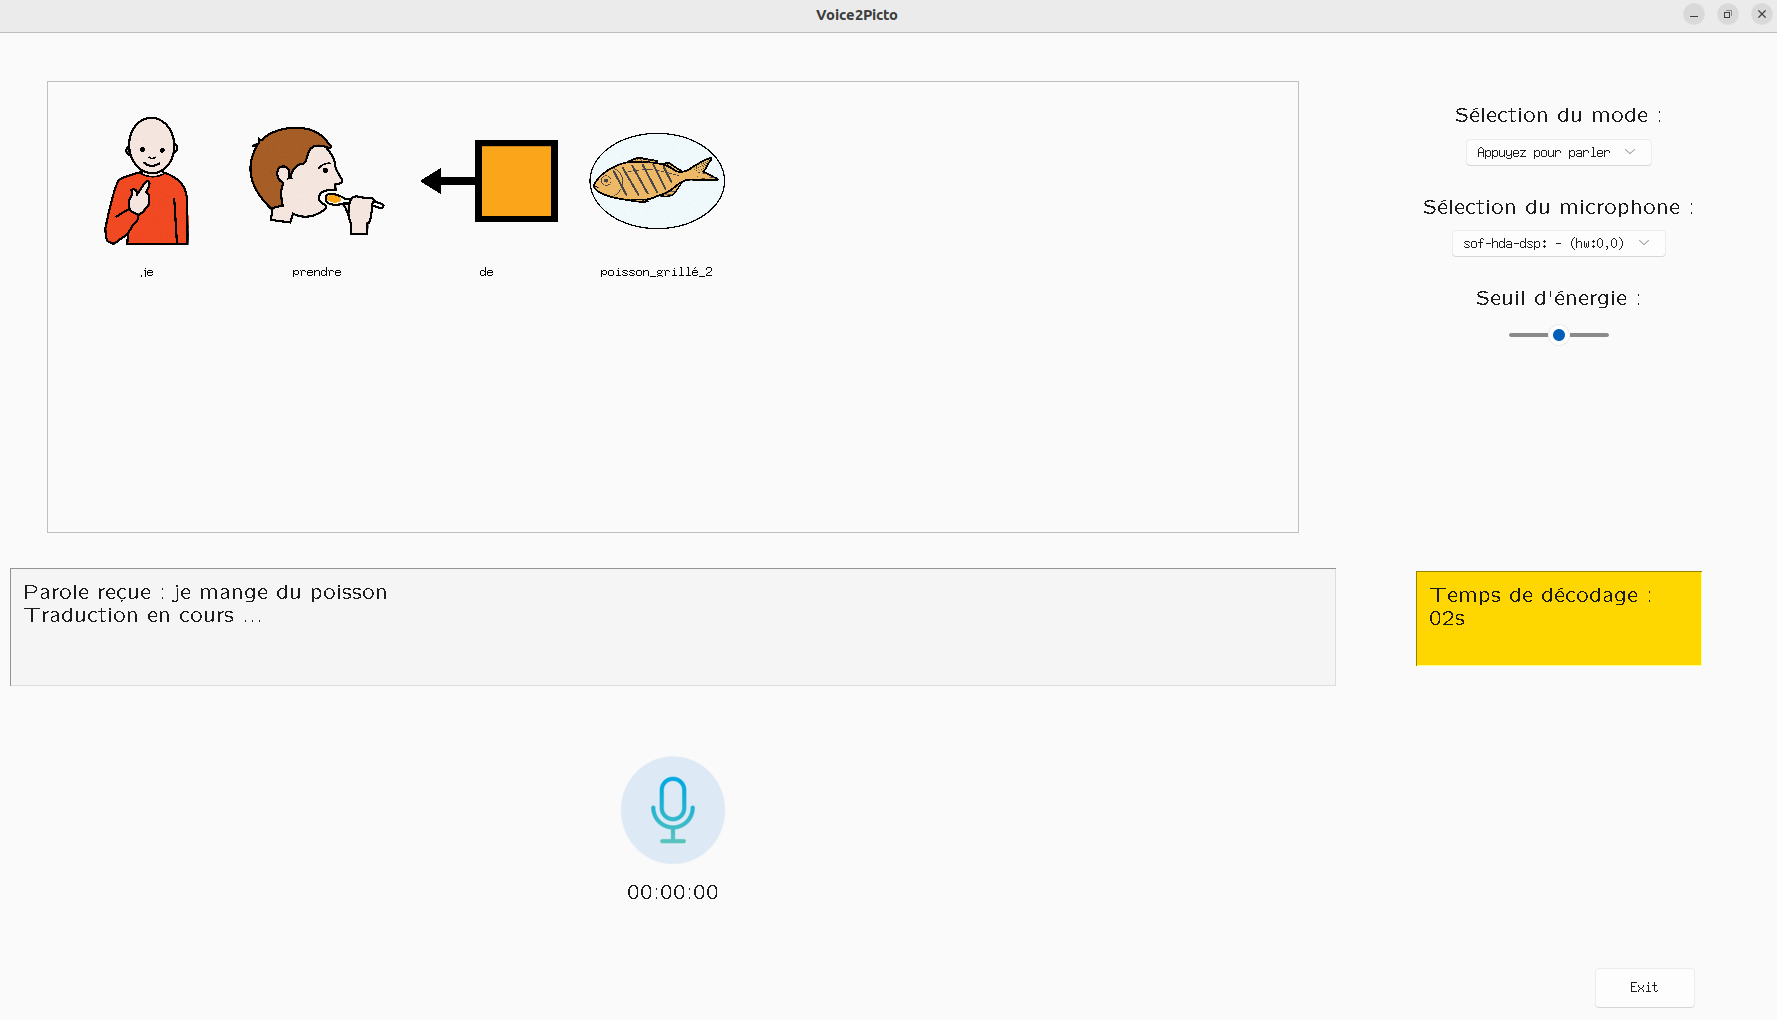 Voice2Picto
Sélection du mode :
Appuyez pour parler
Sélection du microphone :
sof-hda-dsp: - (hw:0,0)
Seuil d'énergie :
je
prendre
de
poisson_grillé_2
Parole reçue : je mange du poisson
Traduction en cours ...
Temps de décodage :
02s
00:00:00
Exit